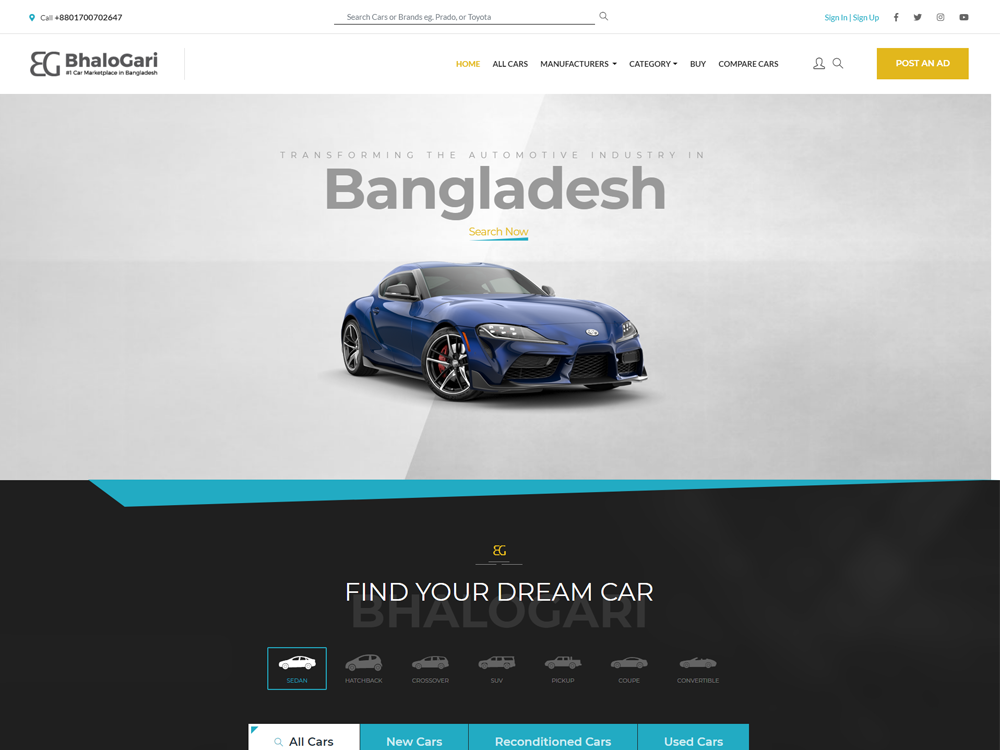 Call +8801700702647
Search Cars or Brands eg. Prado, or Toyota
Sign In | Sign Up
BG BhaloGari
#1 Car Marketplace in Bangladesh
HOME ALL CARS MANUFACTURERS CATEGORY BUY COMPARE CARS
POST AN AD
TRANSFORMING THE AUTOMOTIVE INDUSTRY IN
Bangladesh
Search Now
BG
FIND YOUR DREAM CAR
BHALOGARI
SEDAN HATCHBACK CROSSOVER SUV PICKUP COUPE CONVERTIBLE
All Cars New Cars Reconditioned Cars Used Cars